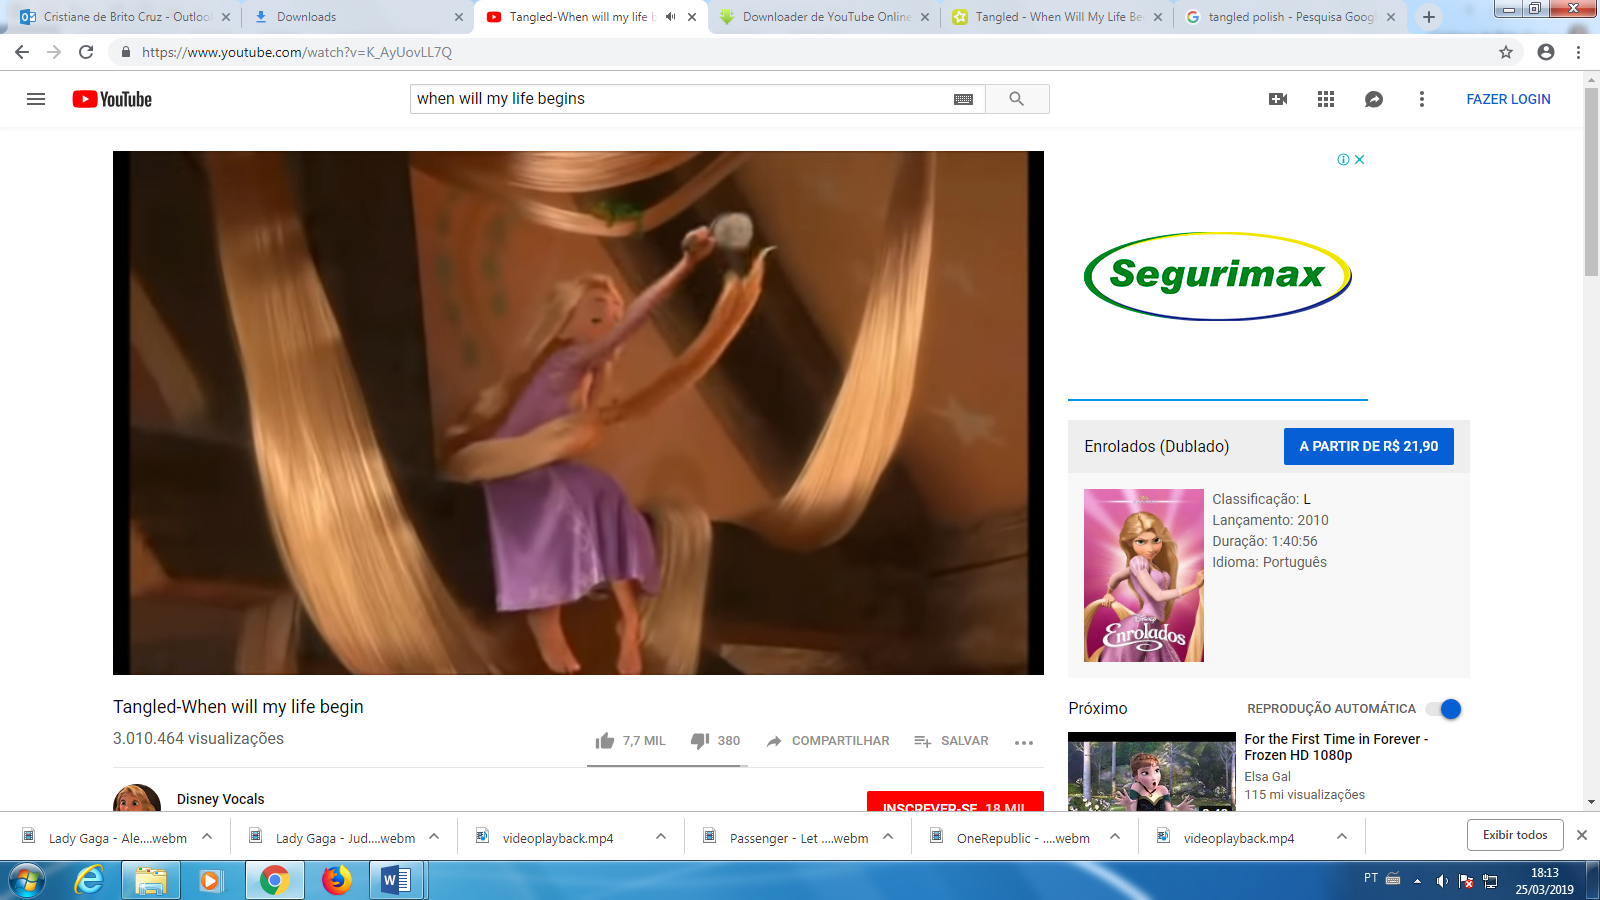 Cristiane de Brito Cruz - Outloo
Downloads
Tangled-When will my life b
Downloader de YouTube Online
Tangled - When Will My Life Be
tangled polish - Pesquisa Goog
https://www.youtube.com/watch?v=K_AyUovLL7Q
YouTube
when will my life begins
FAZER LOGIN
Segurimax
Enrolados (Dublado)
A PARTIR DE R$ 21,90
Classificação: L
Lançamento: 2010
Duração: 1:40:56
Idioma: Português
Disney
Enrolados
Tangled-When will my life begin
3.010.464 visualizações
7,7 MIL
380
COMPARTILHAR
SALVAR
Próximo
REPRODUÇÃO AUTOMÁTICA
For the First Time in Forever -
Frozen HD 1080p
Elsa Gal
115 mi visualizações
Disney Vocals
INSCREVER-SE 18 MIL
Lady Gaga - Ale....webm
Lady Gaga - Jud....webm
videoplayback.mp4
Passenger - Let ....webm
OneRepublic - ....webm
videoplayback.mp4
Exibir todos
PT
18:13
25/03/2019